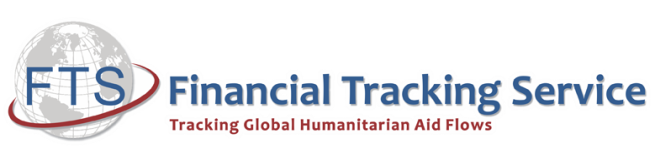 FTS
Financial Tracking Service
Tracking Global Humanitarian Aid Flows